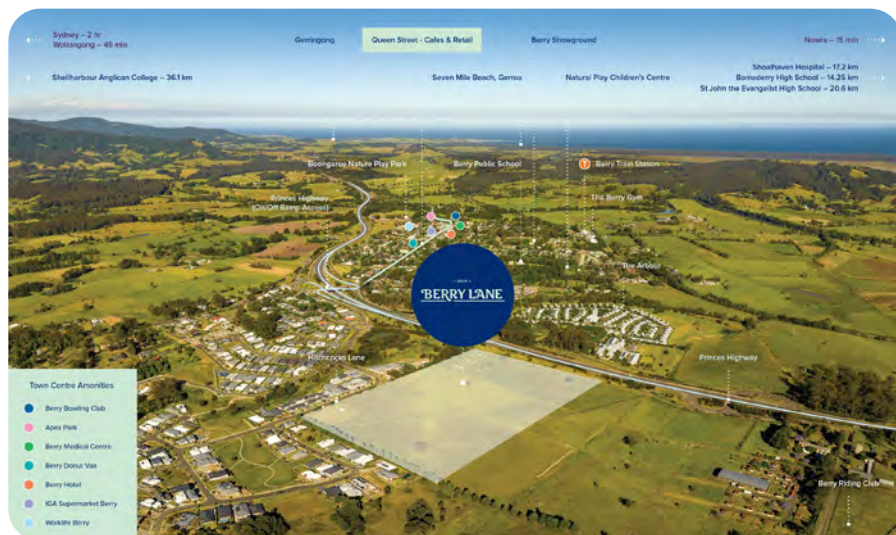 Sydney – 2 hr
Wollongong – 45 min
Gerringong
Queen Street - Cafes & Retail
Berry Showground
Nowra – 15 min
Shellharbour Anglican College – 36.1 km
Seven Mile Beach, Gerroa
Natural Play Children's Centre
Shoalhaven Hospital – 17.2 km
Bomaderry High School – 14.25 km
St John the Evangelist High School – 20.6 km
Boongaree Nature Play Park
Berry Public School
T
Berry Train Station
Princes Highway
(On/Off Ramp Access)
The Berry Gym
The Arbour
BERRY LANE
Hitchcocks Lane
Princes Highway
Town Centre Amenities
Berry Bowling Club
Apex Park
Berry Medical Centre
Berry Donut Van
Berry Hotel
IGA Supermarket Berry
Worklife Berry
Berry Riding Club